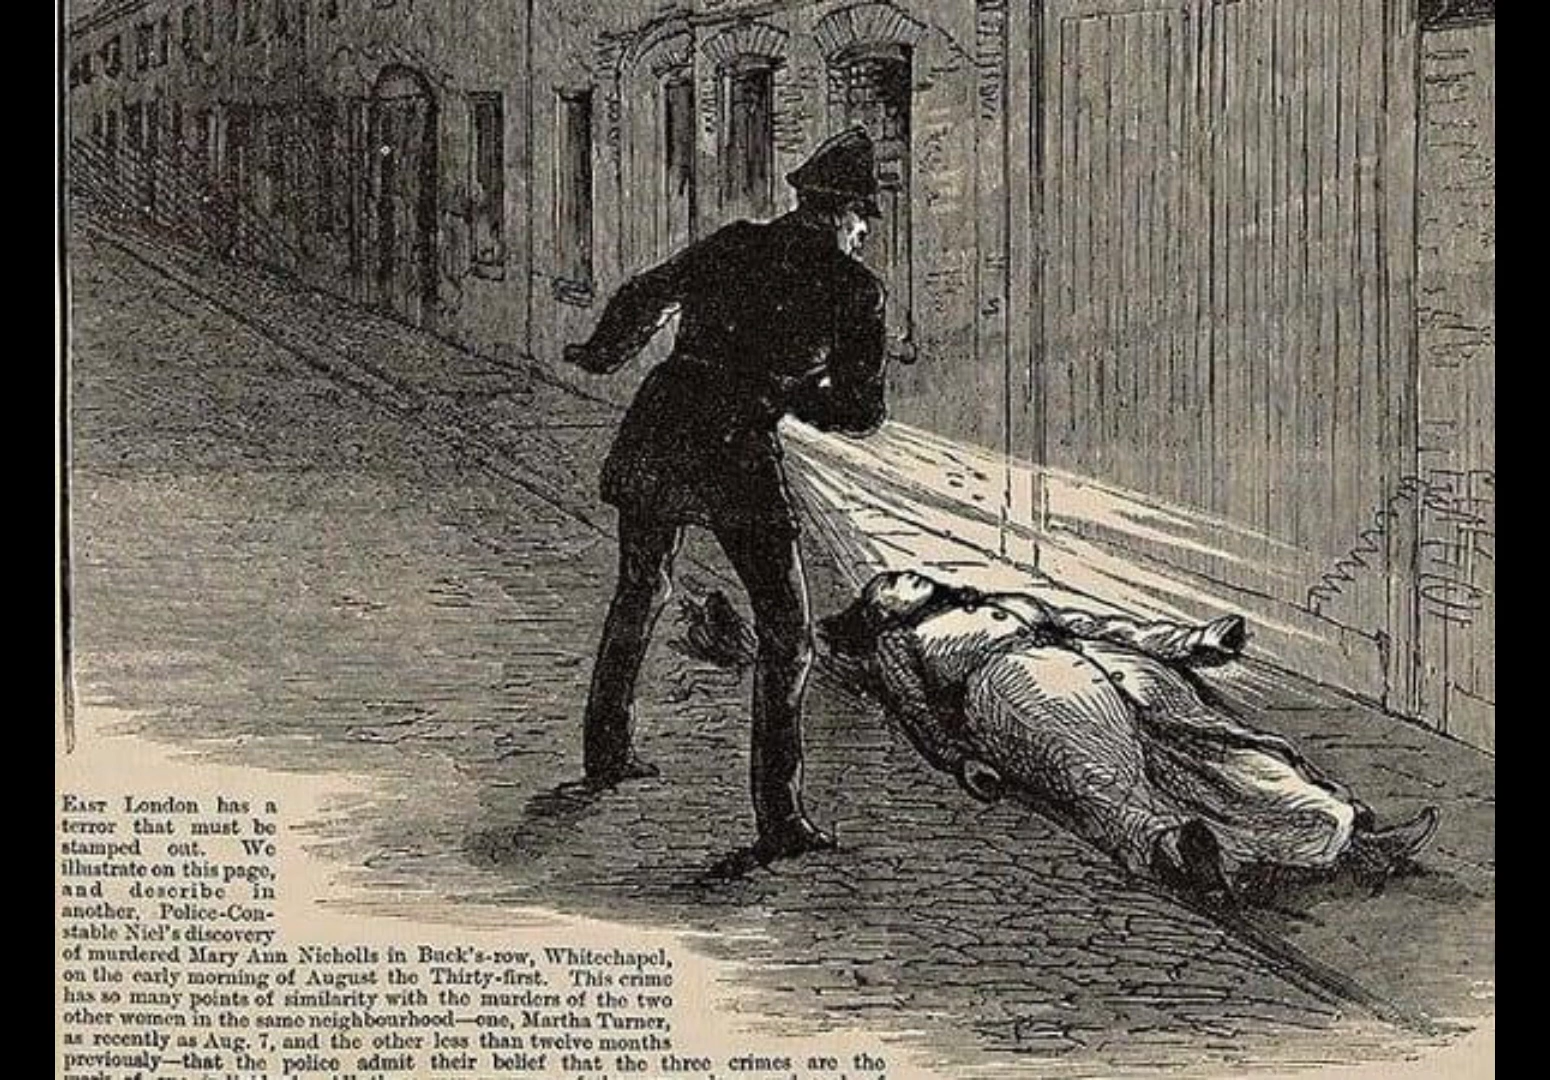 EAST London has a
terror that must be
stamped out. We
illustrate on this page,
and describe in
another, Police-Con-
stable Niel's discovery
of murdered Mary Ann Nicholls in Buck's-row, Whitechapel,
on the early morning of August the Thirty-first. This crime
has so many points of similarity with the murders of the two
other women in the same neighbourhood—one, Martha Turner,
as recently as Aug. 7, and the other less than twelve months
previously—that the police admit their belief that the three crimes are the